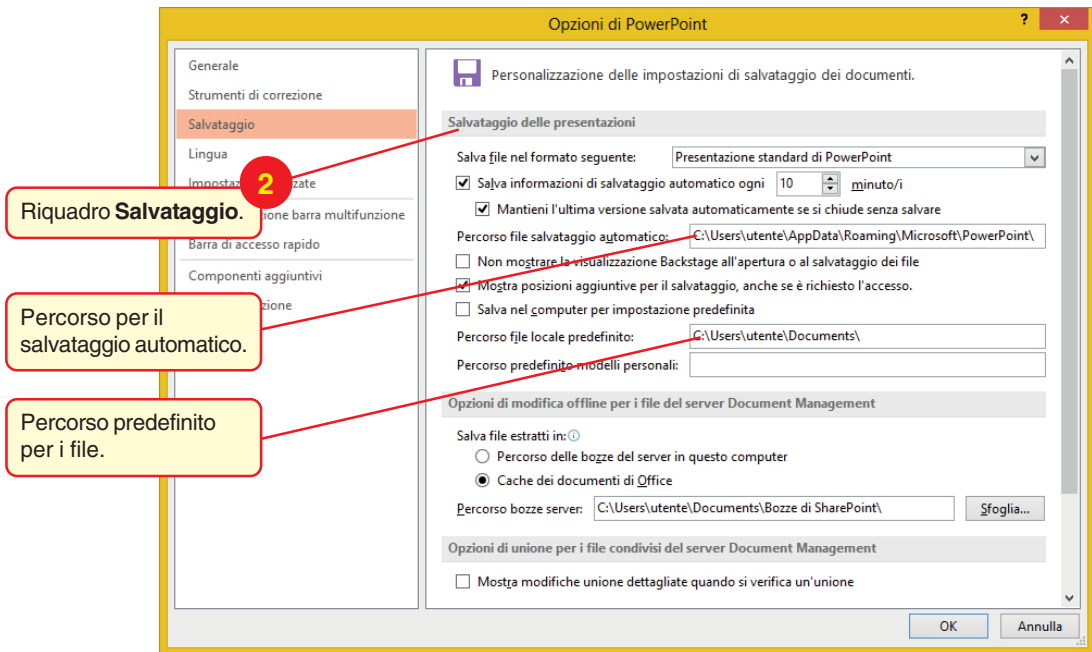 Opzioni di PowerPoint
?
Generale
Strumenti di correzione
Salvataggio
Lingua
2
Riquadro Salvataggio.
barra multifunzione
Barra di accesso rapido
Componenti aggiuntivi
Percorso per il
salvataggio automatico.
Percorso predefinito
per i file.
Personalizzazione delle impostazioni di salvataggio dei documenti.
Salvataggio delle presentazioni
Salva file nel formato seguente: Presentazione standard di PowerPoint
Salva informazioni di salvataggio automatico ogni 10 minuto/i
Mantieni l'ultima versione salvata automaticamente se si chiude senza salvare
Percorso file salvataggio automatico: C:\Users\utente\AppData\Roaming\Microsoft\PowerPoint\
Non mostrare la visualizzazione Backstage all'apertura o al salvataggio dei file
Mostra posizioni aggiuntive per il salvataggio, anche se è richiesto l'accesso.
Salva nel computer per impostazione predefinita
Percorso file locale predefinito: C:\Users\utente\Documents\
Percorso predefinito modelli personali:
Opzioni di modifica offline per i file del server Document Management
Salva file estratti in:
Percorso delle bozze del server in questo computer
Cache dei documenti di Office
Percorso bozze server: C:\Users\utente\Documents\Bozze di SharePoint\ Sfoglia...
Opzioni di unione per i file condivisi del server Document Management
Mostra modifiche unione dettagliate quando si verifica un'unione
OK Annulla